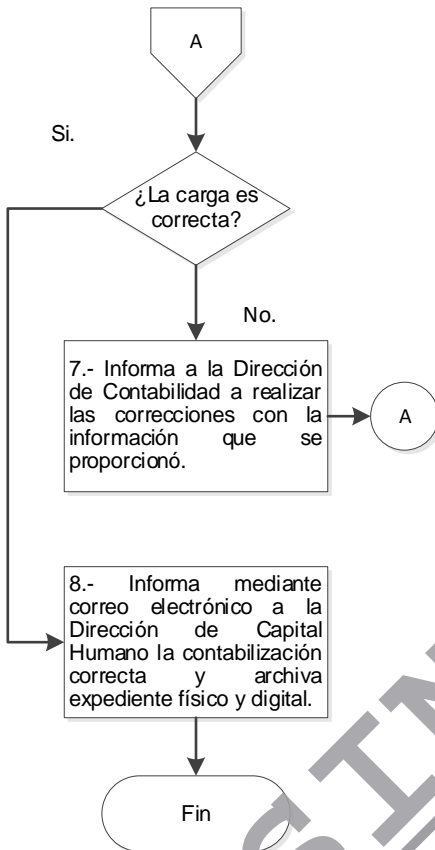 A
Si.
¿La carga es
correcta?
No.
7.- Informa a la Dirección
de Contabilidad a realizar
las correcciones con la
información que se
proporcionó.
A
8.- Informa mediante
correo electrónico a la
Dirección de Capital
Humano la contabilización
correcta y archiva
expediente físico y digital.
Fin
SIN